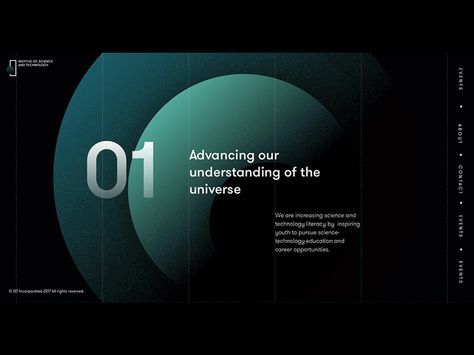 INSTITUE OF SCIENCE
AND TECHNOLOGY
01
Advancing our
understanding of the
universe
We are increasing science and
technology literacy by inspiring
youth to pursue science-
technology education and
career opportunities.
EVENTS
ABOUT
CONTACT
EVENTS
EVENTS
© IST Incorporated 2017 All rights reserved.